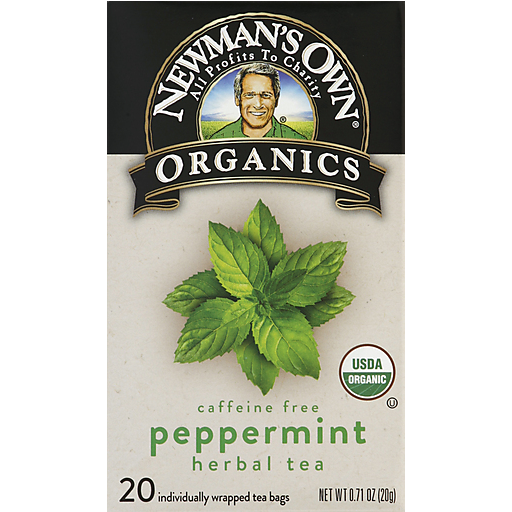 NEWMAN'S OWN®
All Profits To Charity
®
ORGANICS
USDA
ORGANIC
U
caffeine free
peppermint
herbal tea
20 individually wrapped tea bags
NET WT 0.71 OZ (20g)